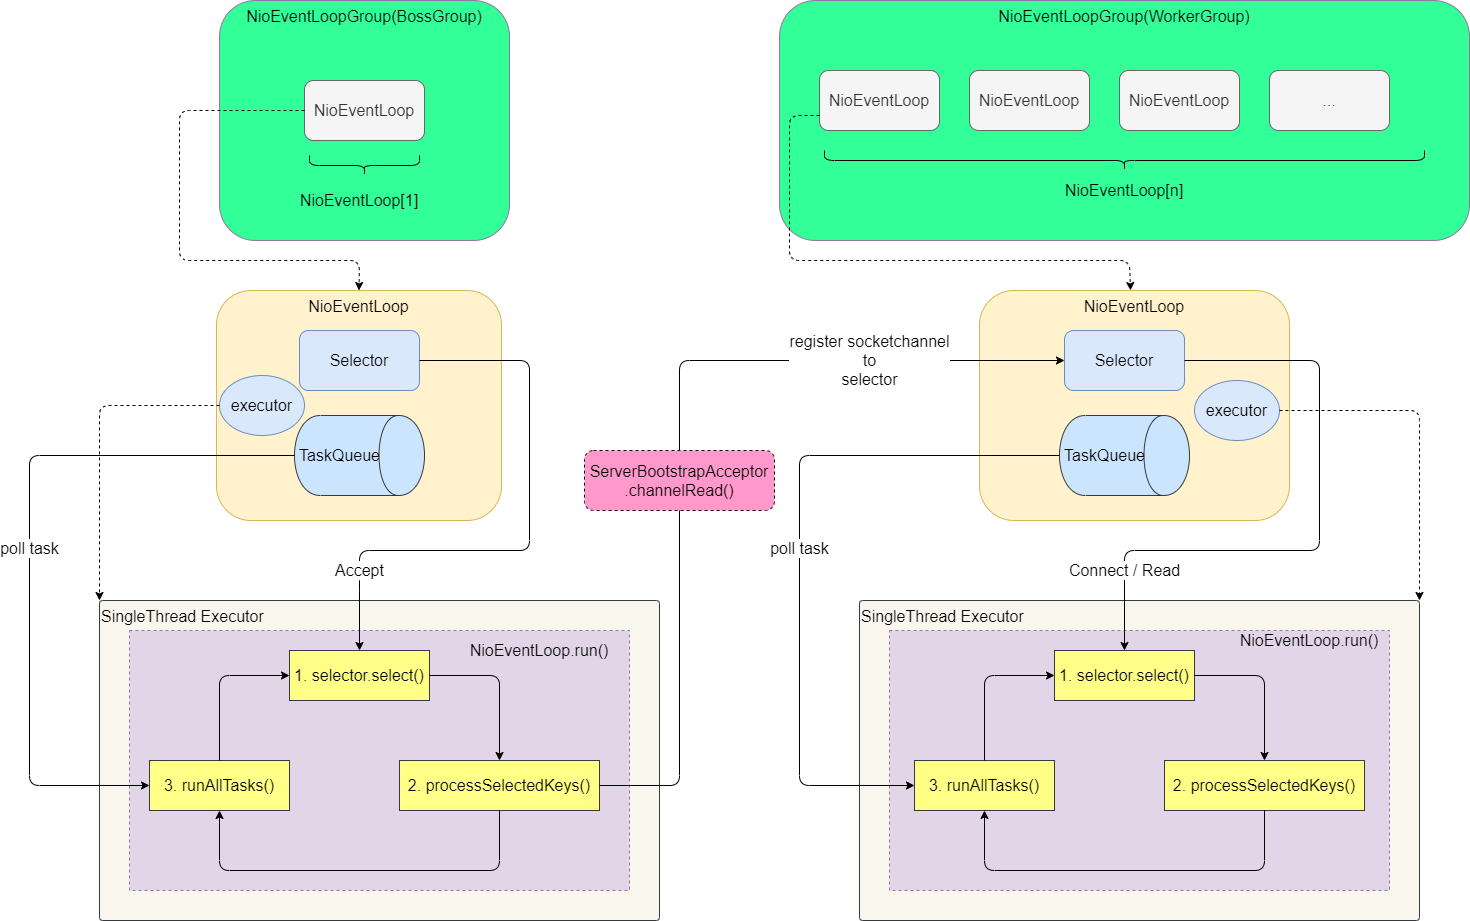 NioEventLoopGroup(BossGroup)
NioEventLoop
NioEventLoop[1]
NioEventLoopGroup(WorkerGroup)
NioEventLoop
NioEventLoop
NioEventLoop
...
NioEventLoop[n]
NioEventLoop
Selector
executor
TaskQueue
poll task
Accept
SingleThread Executor
NioEventLoop.run()
1. selector.select()
3. runAllTasks()
2. processSelectedKeys()
ServerBootstrapAcceptor
.channelRead()
register socketchannel
to
selector
NioEventLoop
Selector
executor
TaskQueue
poll task
Connect / Read
SingleThread Executor
NioEventLoop.run()
1. selector.select()
3. runAllTasks()
2. processSelectedKeys()